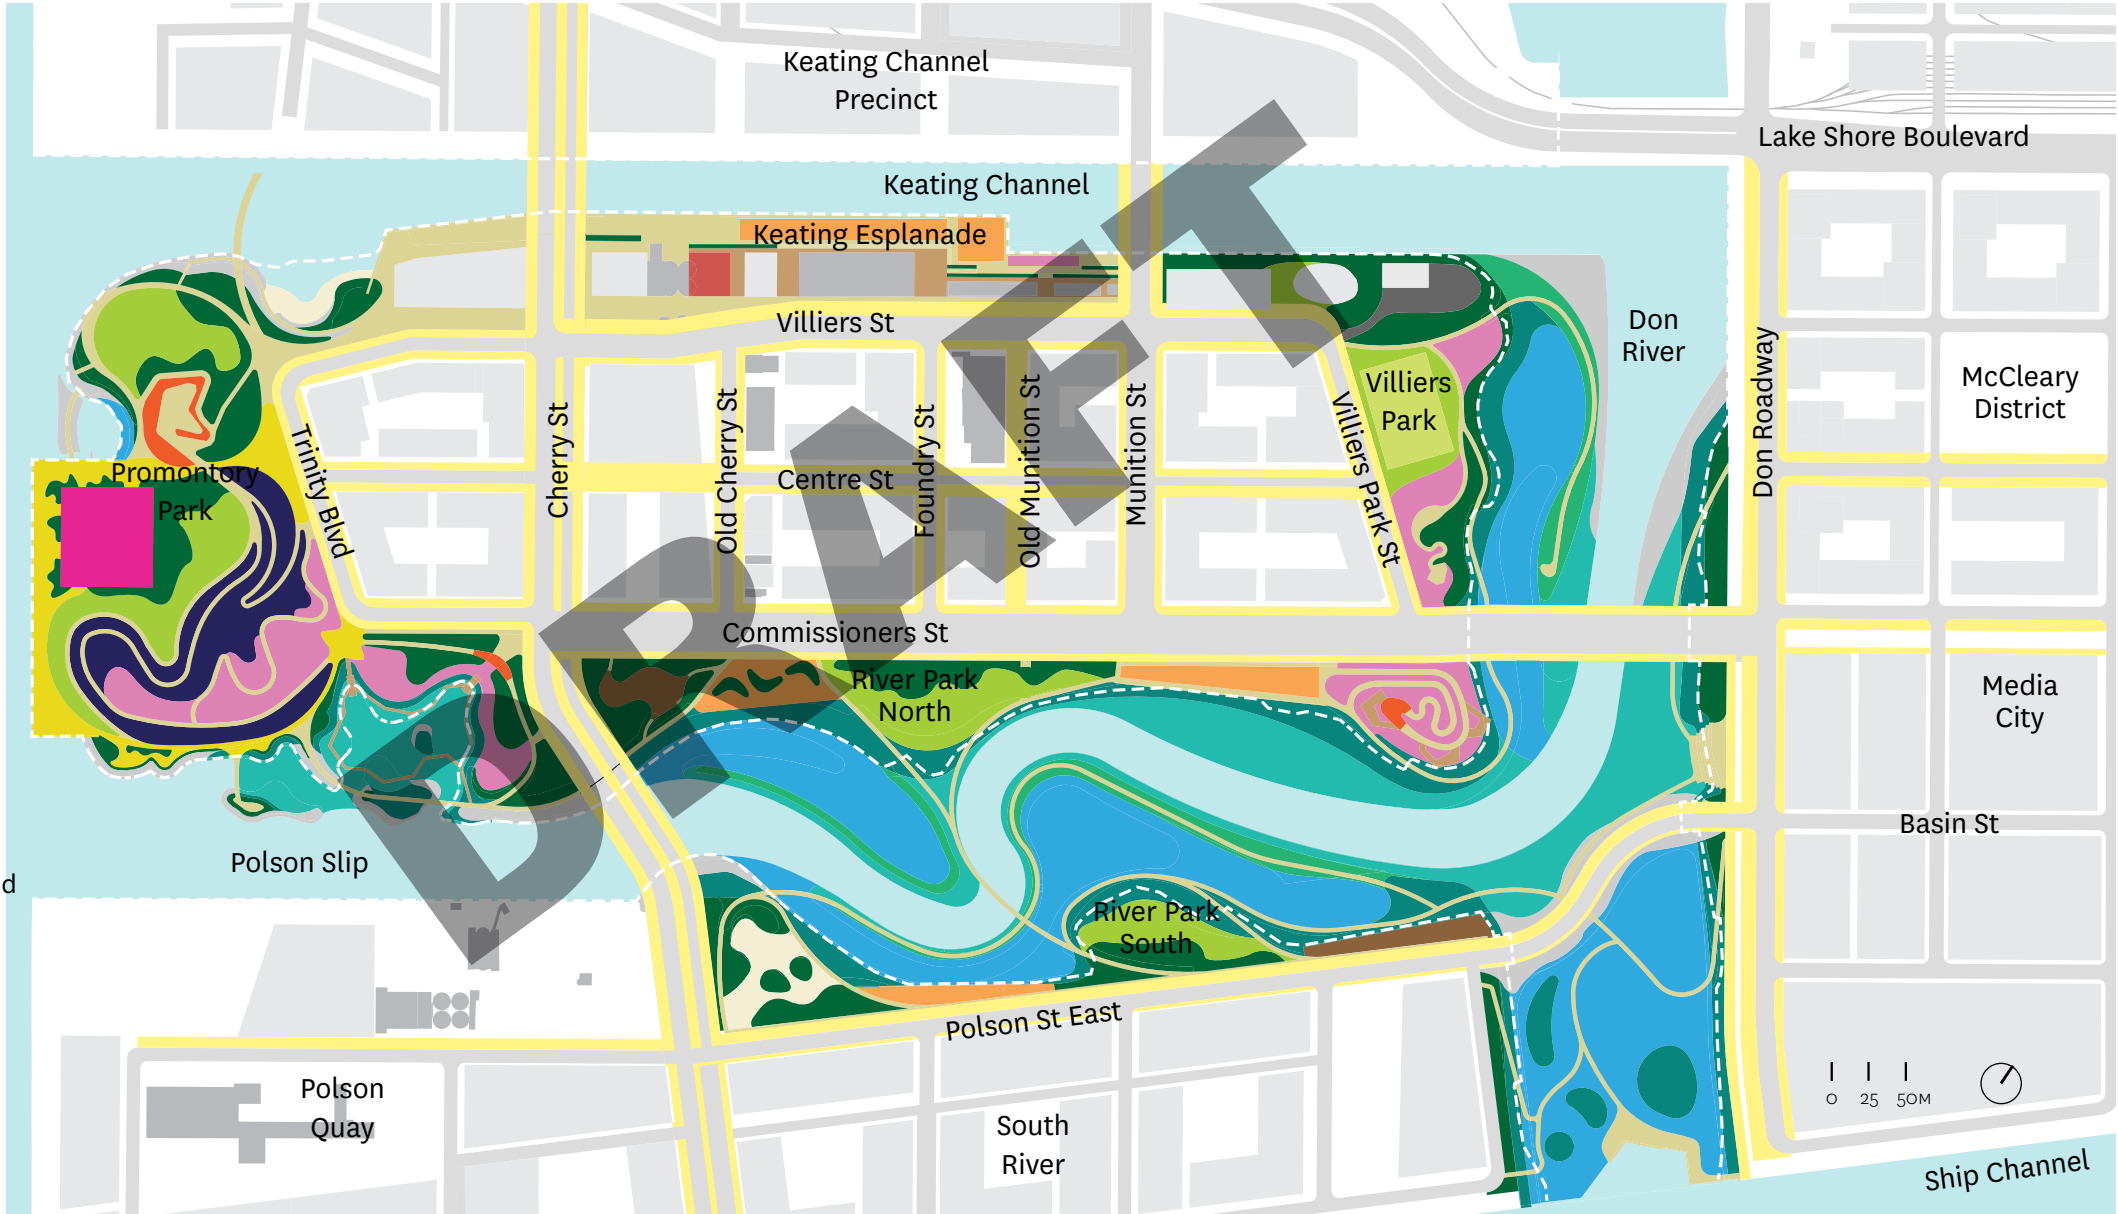 Keating Channel
Precinct
Lake Shore Boulevard
Keating Channel
Keating Esplanade
Villiers St
Don
River
Villiers
Park
McCleary
District
Don Roadway
Cherry St
Old Cherry St
Foundry St
Old Munition St
Munition St
Villiers Park St
Trinity Blvd
Promontory
Park
Centre St
Commissioners St
River Park
North
Media
City
Basin St
Polson Slip
d
River Park
South
Polson St East
Polson
Quay
South
River
0 25 50M
Ship Channel
DRAFT